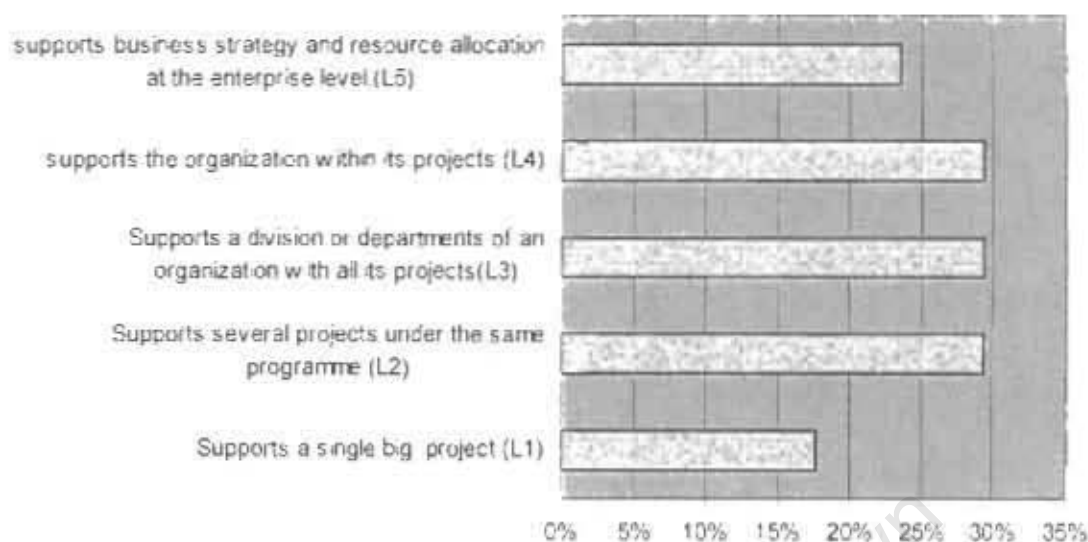 supports business strategy and resource allocation
at the enterprise level (L5)
supports the organization within its projects (L4)
Supports a division or departments of an
organization with all its projects(L3)
Supports several projects under the same
programme (L2)
Supports a single big project (L1)
0% 5% 10% 15% 20% 25% 30% 35%